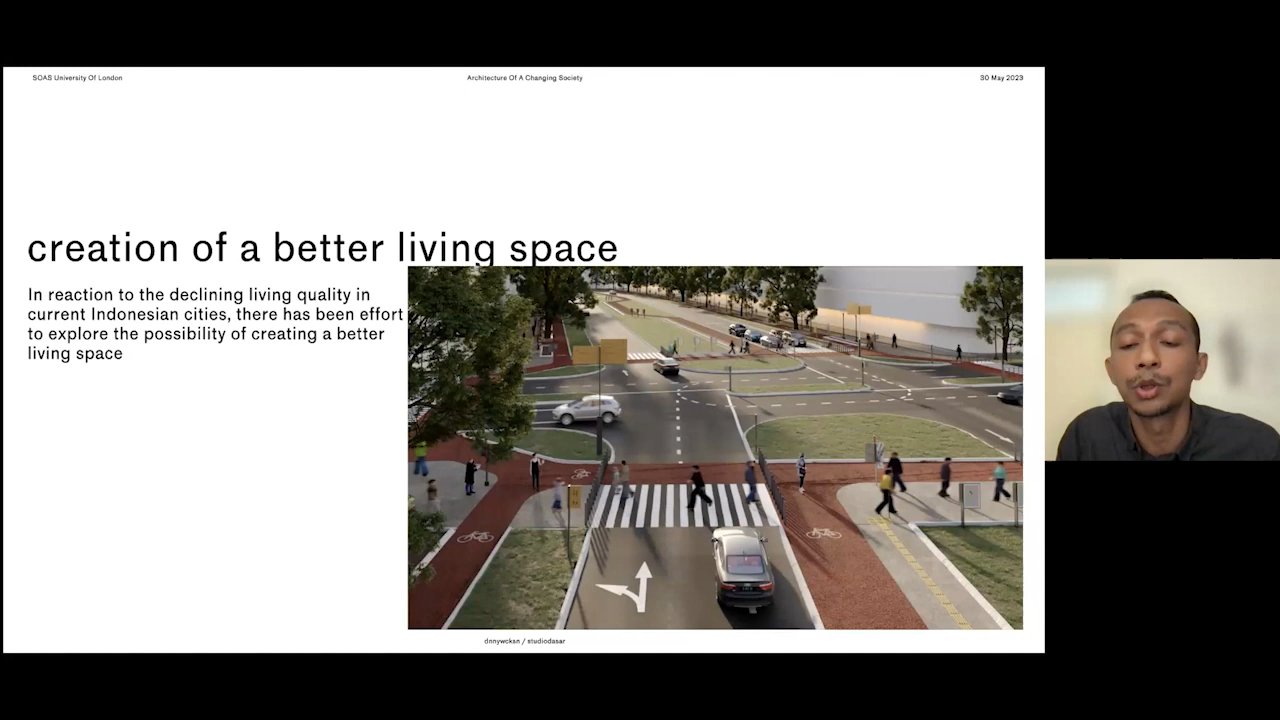 SOAS University Of London
Architecture Of A Changing Society
30 May 2023
creation of a better living space
In reaction to the declining living quality in
current Indonesian cities, there has been effort
to explore the possibility of creating a better
living space
dnnywcksn / studiodasar